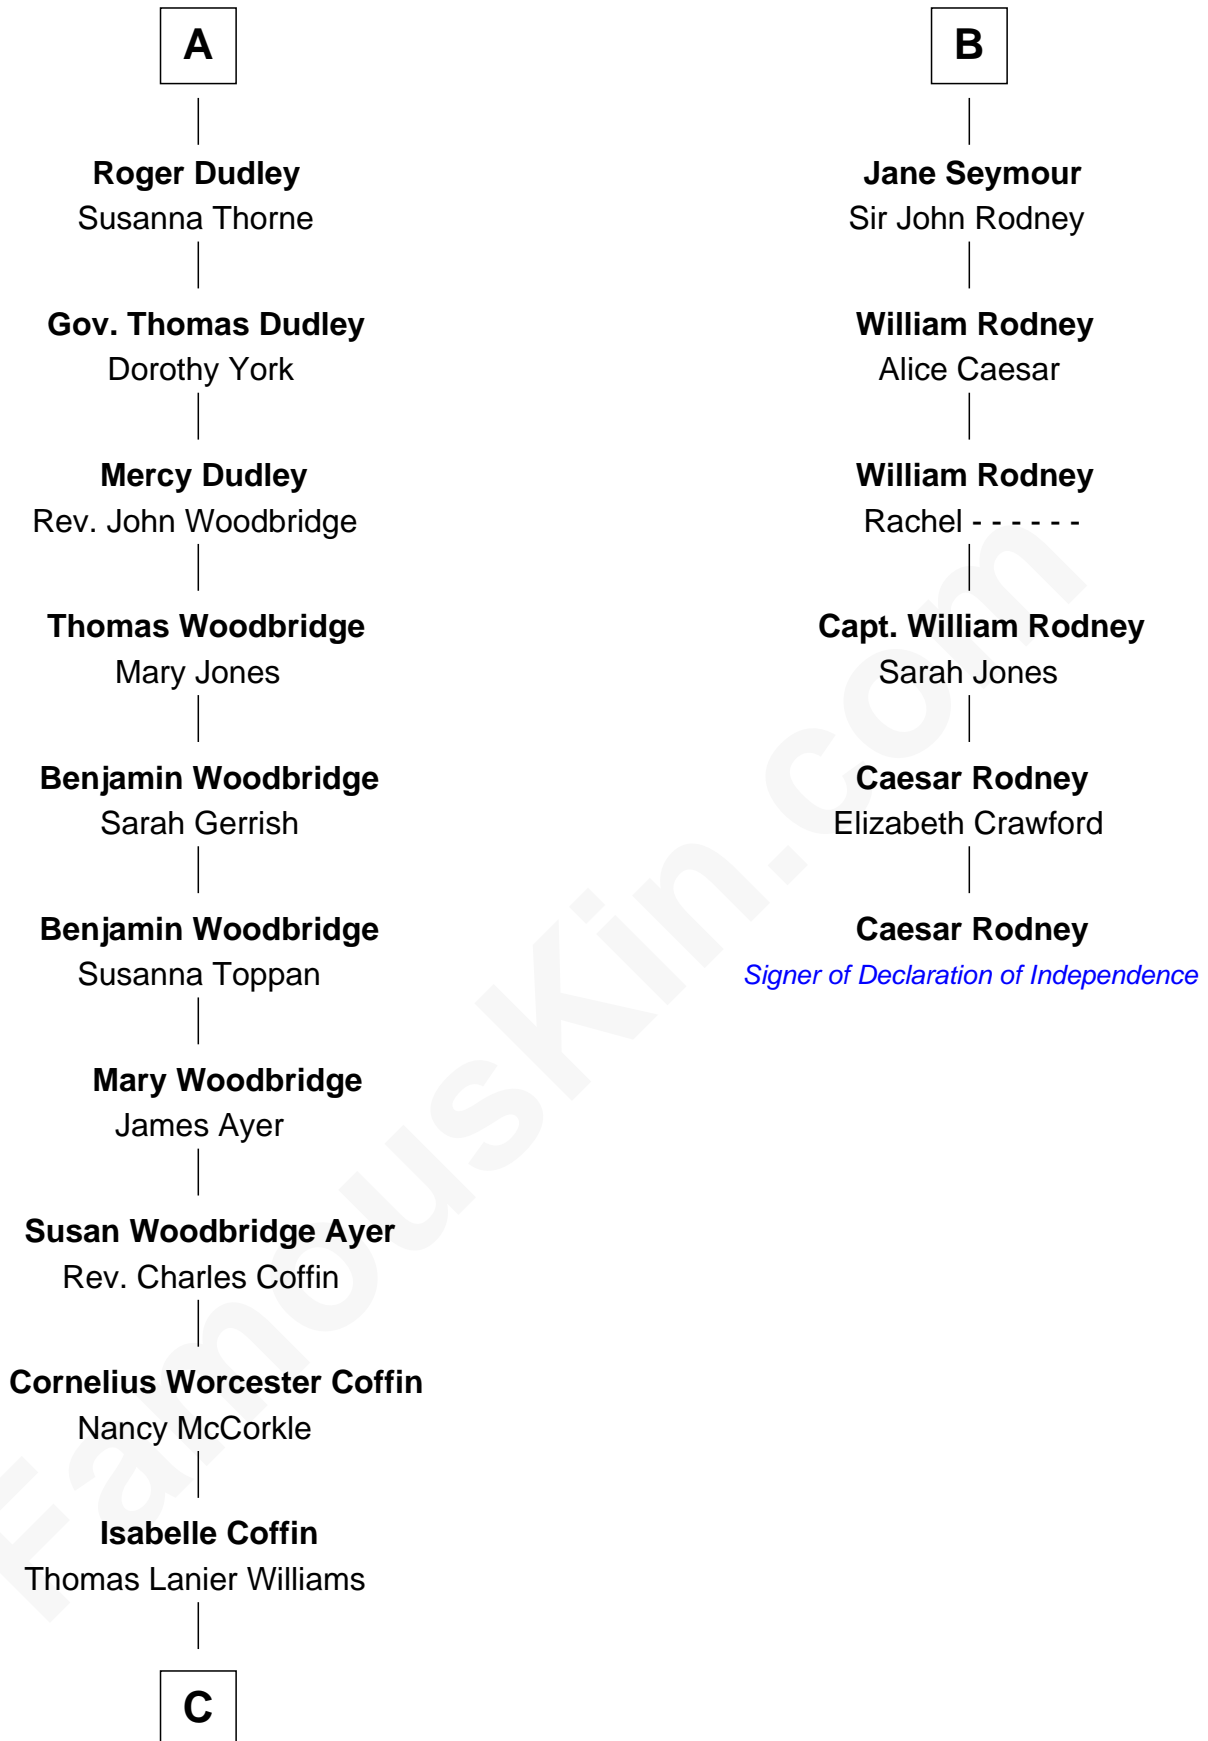 A
Roger Dudley
Susanna Thorne
Gov. Thomas Dudley
Dorothy York
Mercy Dudley
Rev. John Woodbridge
Thomas Woodbridge
Mary Jones
Benjamin Woodbridge
Sarah Gerrish
Benjamin Woodbridge
Susanna Toppan
Mary Woodbridge
James Ayer
Susan Woodbridge Ayer
Rev. Charles Coffin
Cornelius Worcester Coffin
Nancy McCorkle
Isabelle Coffin
Thomas Lanier Williams
C
B
Jane Seymour
Sir John Rodney
William Rodney
Alice Caesar
William Rodney
Rachel - - - - - -
Capt. William Rodney
Sarah Jones
Caesar Rodney
Elizabeth Crawford
Caesar Rodney
Signer of Declaration of Independence
FamousKin.com